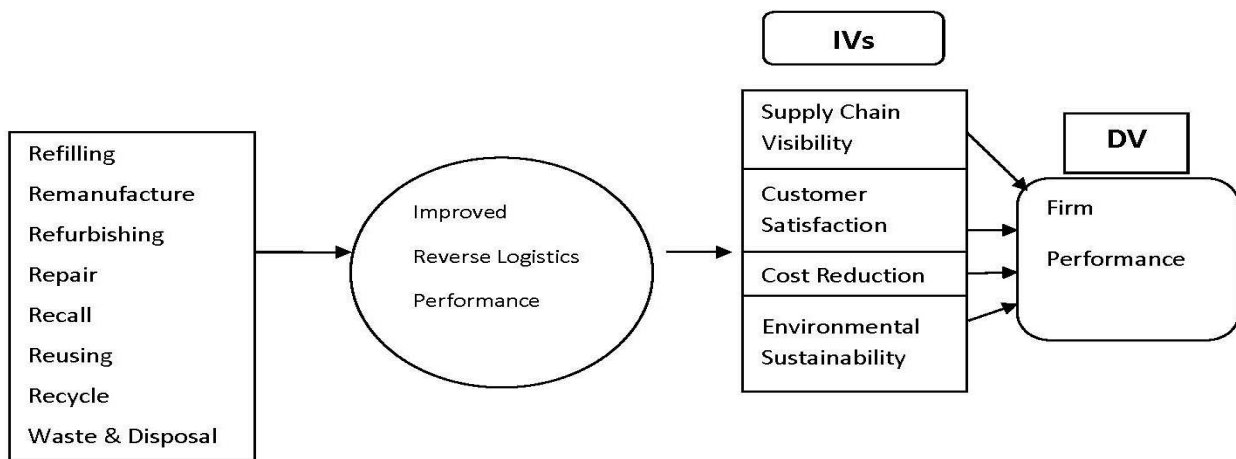 Refilling
Remanufacture
Refurbishing
Repair
Recall
Reusing
Recycle
Waste & Disposal
Improved
Reverse Logistics
Performance
IVs
Supply Chain
Visibility
Customer
Satisfaction
Cost Reduction
Environmental
Sustainability
DV
Firm
Performance